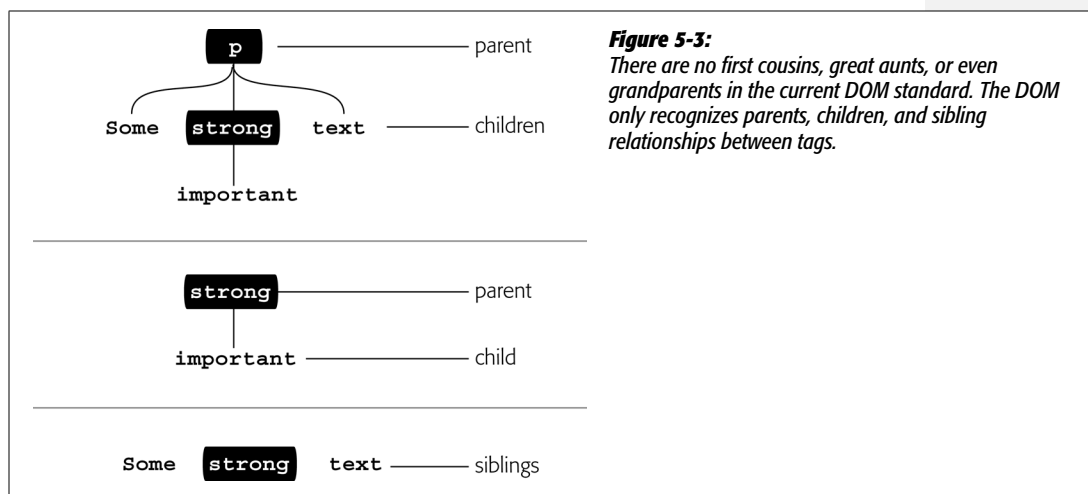 p parent
Some strong text children
important
strong parent
important child
Some strong text siblings
Figure 5-3:
There are no first cousins, great aunts, or even
grandparents in the current DOM standard. The DOM
only recognizes parents, children, and sibling
relationships between tags.